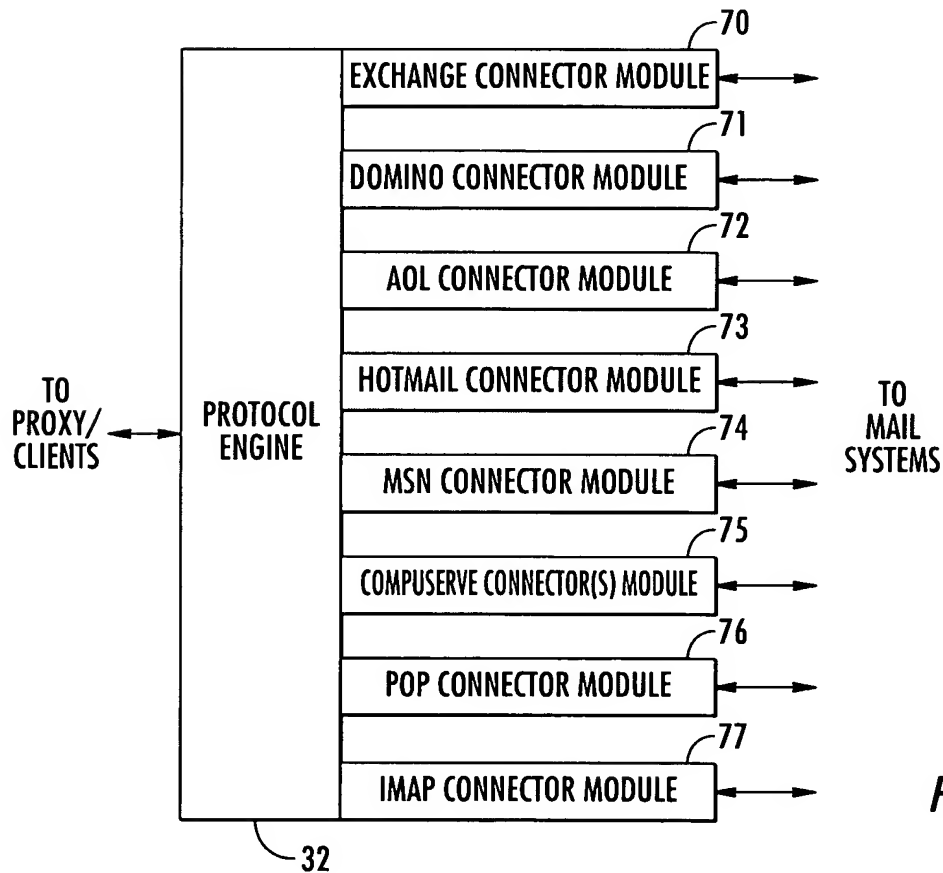 70
EXCHANGE CONNECTOR MODULE
71
DOMINO CONNECTOR MODULE
72
AOL CONNECTOR MODULE
73
HOTMAIL CONNECTOR MODULE
74
MSN CONNECTOR MODULE
75
COMPUSERVE CONNECTOR(S) MODULE
76
POP CONNECTOR MODULE
77
IMAP CONNECTOR MODULE
TO
PROXY/
CLIENTS
PROTOCOL
ENGINE
TO
MAIL
SYSTEMS
32